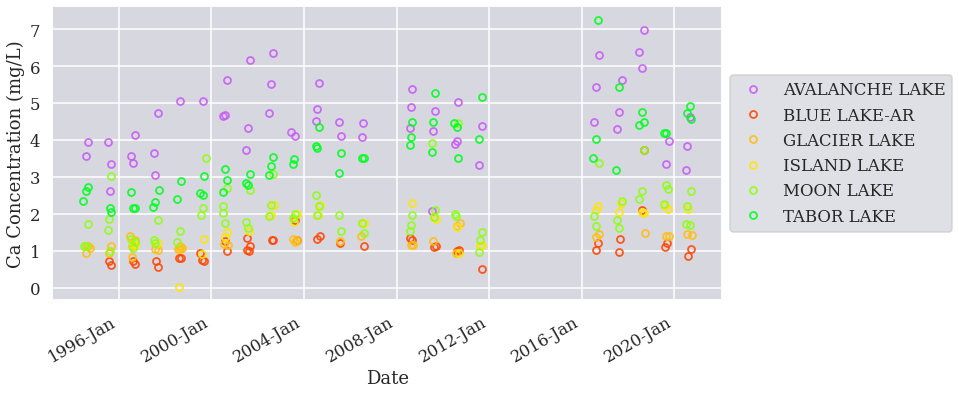 Ca Concentration (mg/L)
7
6
5
4
3
2
1
0
1996-Jan
2000-Jan
2004-Jan
2008-Jan
2012-Jan
2016-Jan
2020-Jan
Date
AVALANCHE LAKE
BLUE LAKE-AR
GLACIER LAKE
ISLAND LAKE
MOON LAKE
TABOR LAKE